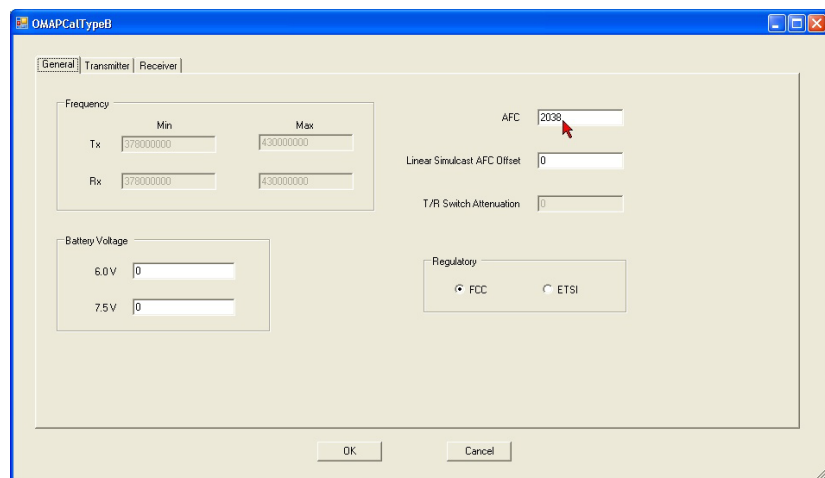 OMAPCalTypeB
General Transmitter Receiver
Frequency
Min Max
Tx 378000000 430000000
Rx 378000000 430000000
AFC 2038
Linear Simulcast AFC Offset 0
T/R Switch Attenuation 0
Battery Voltage
6.0 V 0
7.5 V 0
Regulatory
FCC ETSI
OK Cancel